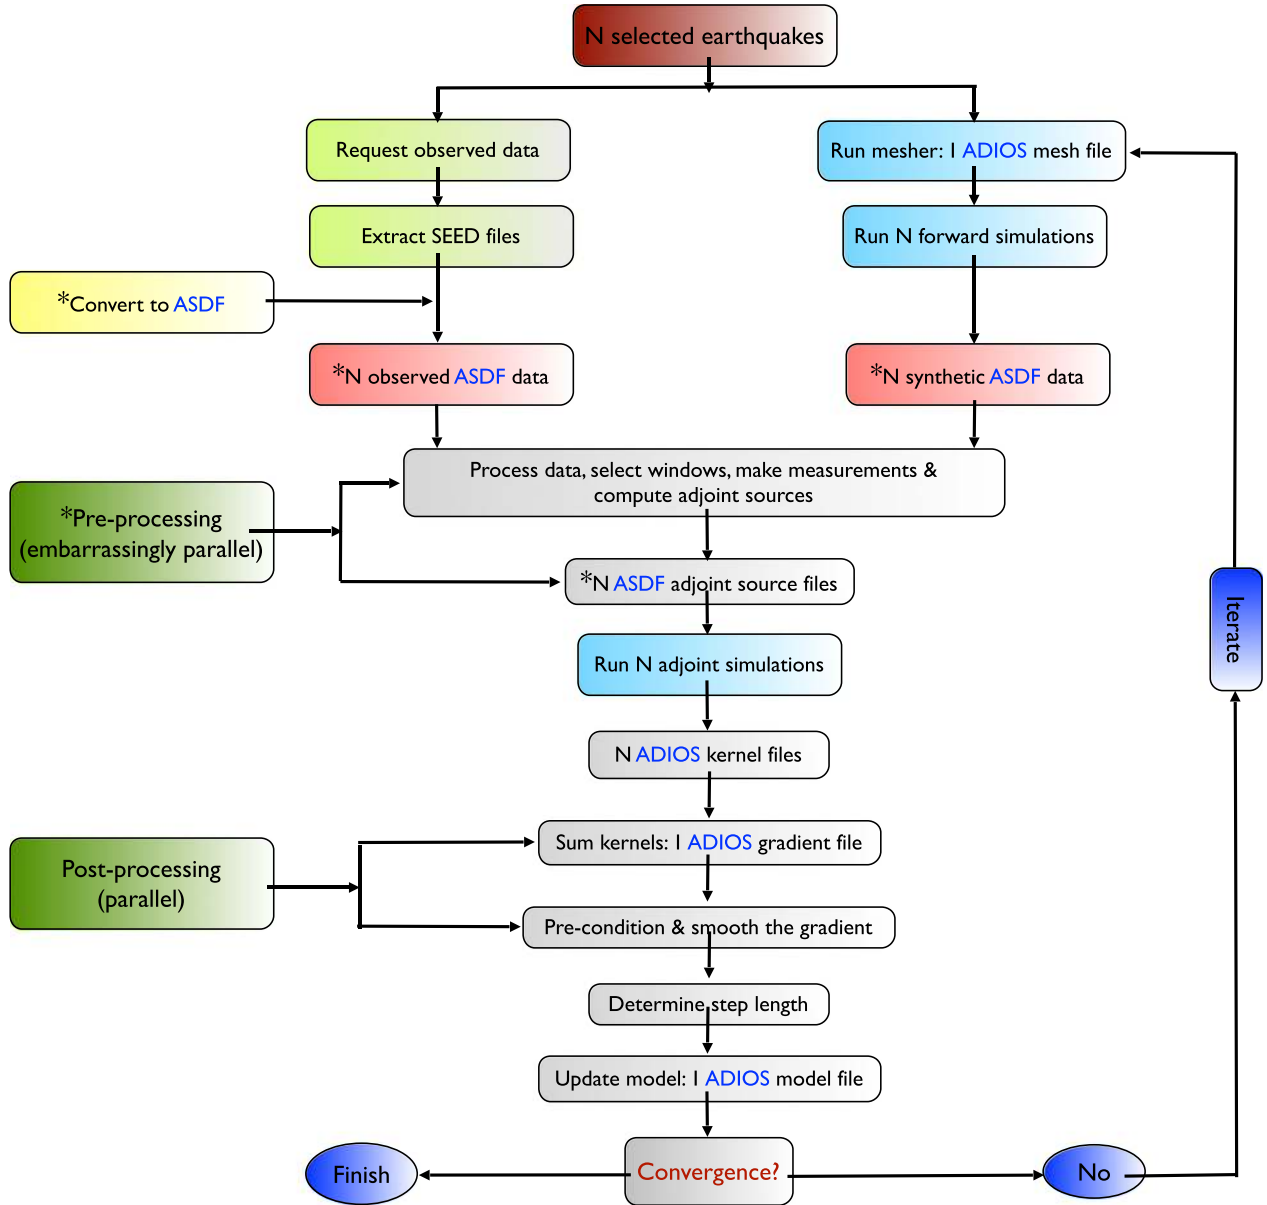 N selected earthquakes
Request observed data
Run mesher: 1 ADIOS mesh file
Extract SEED files
Run N forward simulations
*Convert to ASDF
*N observed ASDF data
*N synthetic ASDF data
Process data, select windows, make measurements &
compute adjoint sources
*Pre-processing
(embarrassingly parallel)
*N ASDF adjoint source files
Iterate
Run N adjoint simulations
N ADIOS kernel files
Sum kernels: 1 ADIOS gradient file
Post-processing
(parallel)
Pre-condition & smooth the gradient
Determine step length
Update model: 1 ADIOS model file
Finish
Convergence?
No